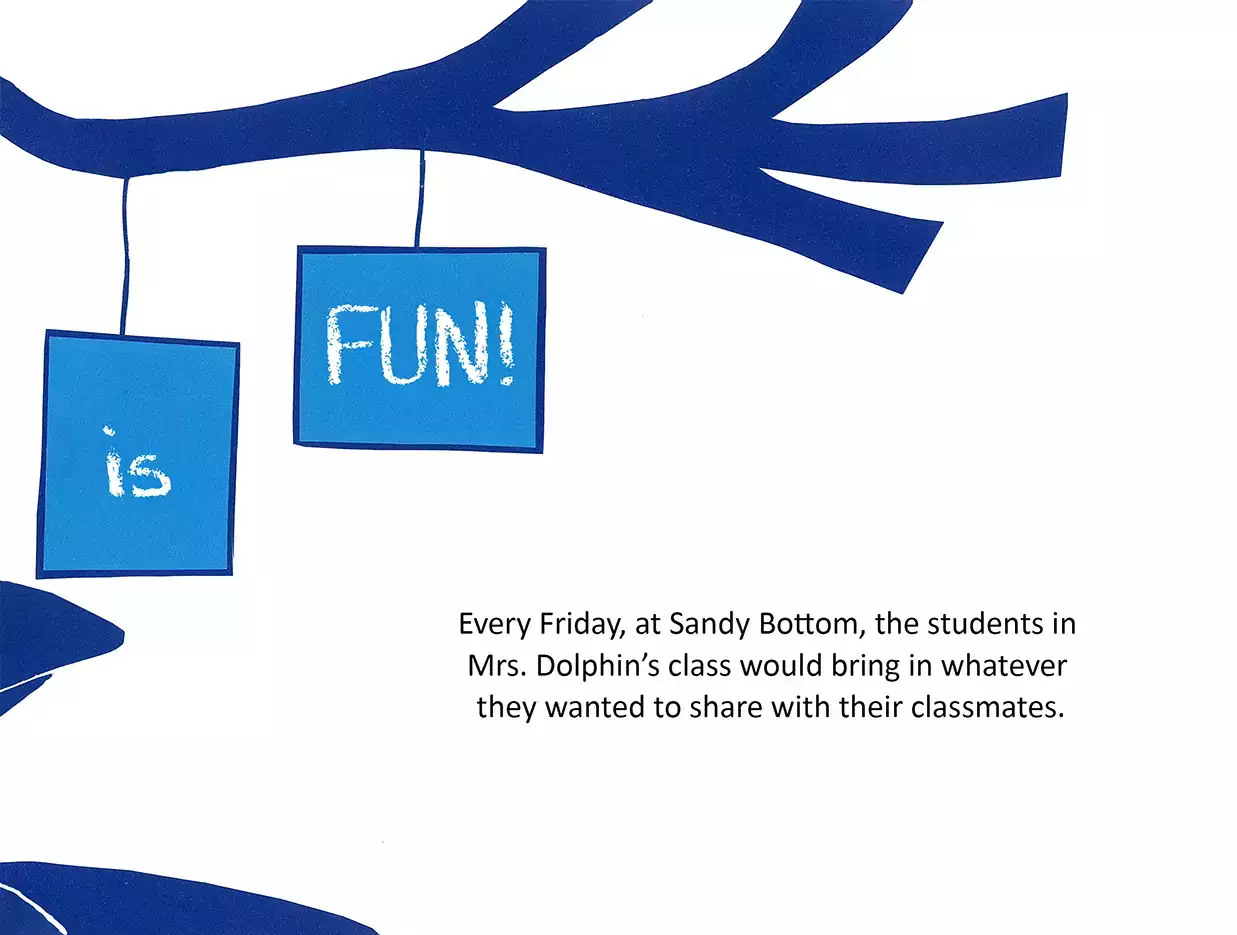 is
FUN!
Every Friday, at Sandy Bottom, the students in
Mrs. Dolphin’s class would bring in whatever
they wanted to share with their classmates.